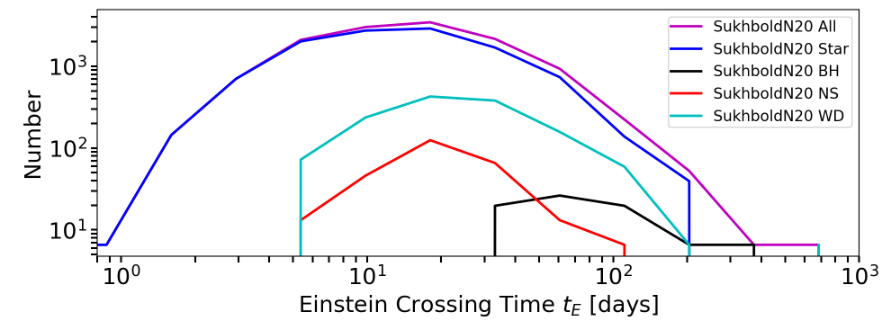 Number
10³
10²
10¹
SukhboldN20 All
SukhboldN20 Star
SukhboldN20 BH
SukhboldN20 NS
SukhboldN20 WD
10⁰ 10¹ 10² 10³
Einstein Crossing Time t_E [days]